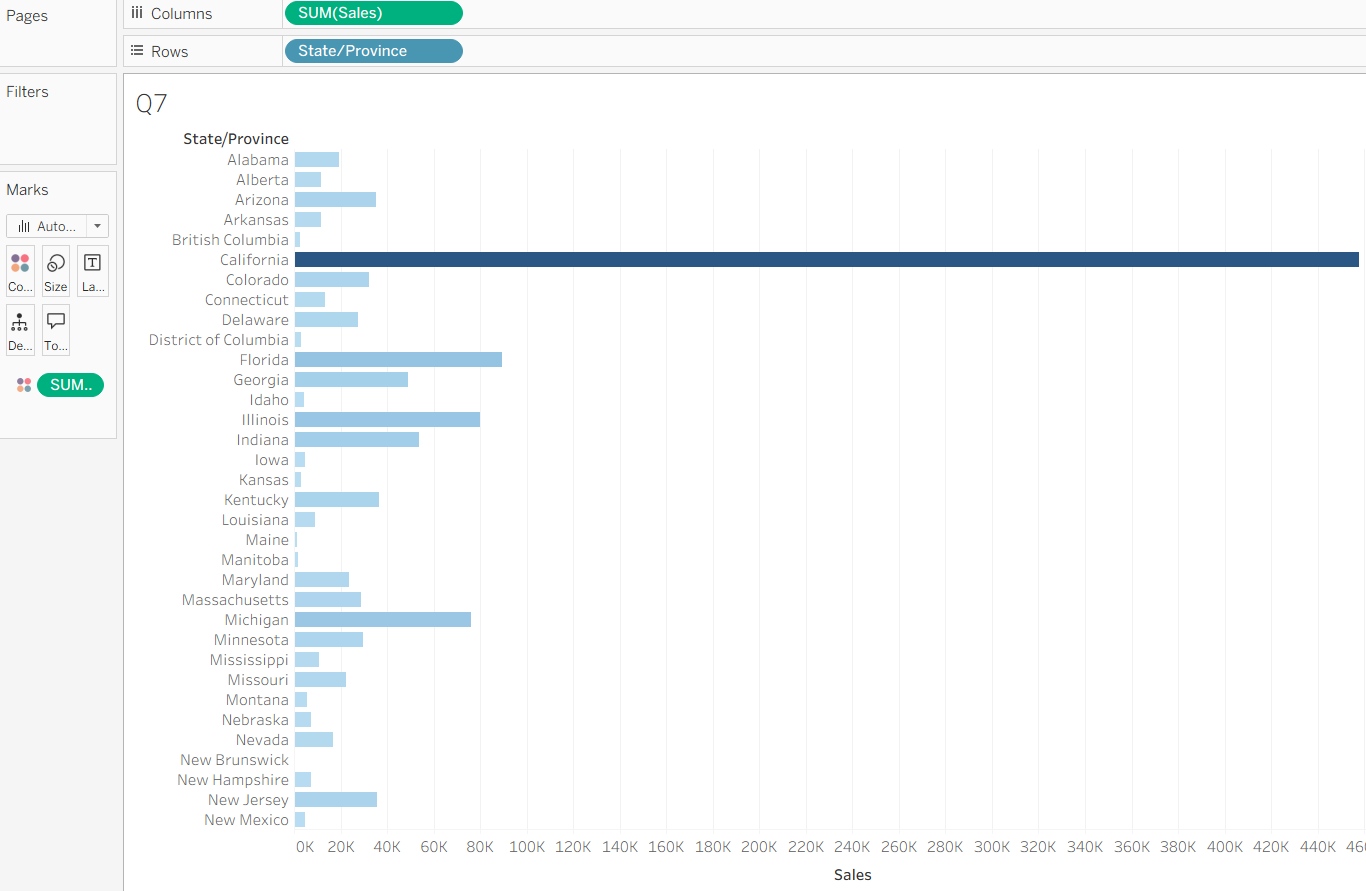 Pages
Columns
SUM(Sales)
Rows
State/Province
Filters
Marks
Auto...
Co...
Size
La...
De...
To...
SUM..
Q7
State/Province
Alabama
Alberta
Arizona
Arkansas
British Columbia
California
Colorado
Connecticut
Delaware
District of Columbia
Florida
Georgia
Idaho
Illinois
Indiana
Iowa
Kansas
Kentucky
Louisiana
Maine
Manitoba
Maryland
Massachusetts
Michigan
Minnesota
Mississippi
Missouri
Montana
Nebraska
Nevada
New Brunswick
New Hampshire
New Jersey
New Mexico
0K 20K 40K 60K 80K 100K 120K 140K 160K 180K 200K 220K 240K 260K 280K 300K 320K 340K 360K 380K 400K 420K 440K
Sales